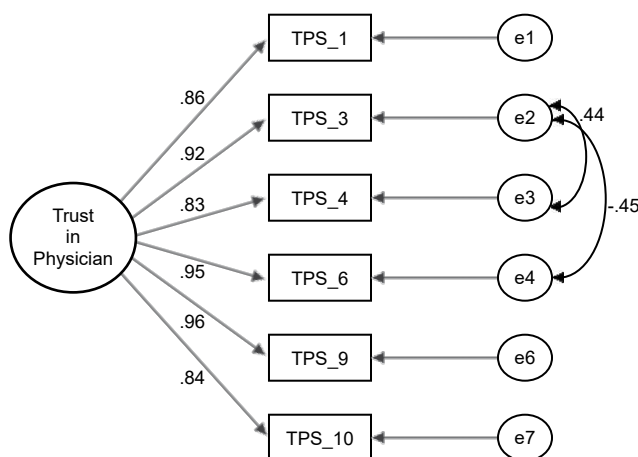 TPS_1
e1
.86
TPS_3
e2
.44
.92
TPS_4
e3
-.45
.83
Trust
in
Physician
TPS_6
e4
.95
TPS_9
e6
.96
TPS_10
e7
.84